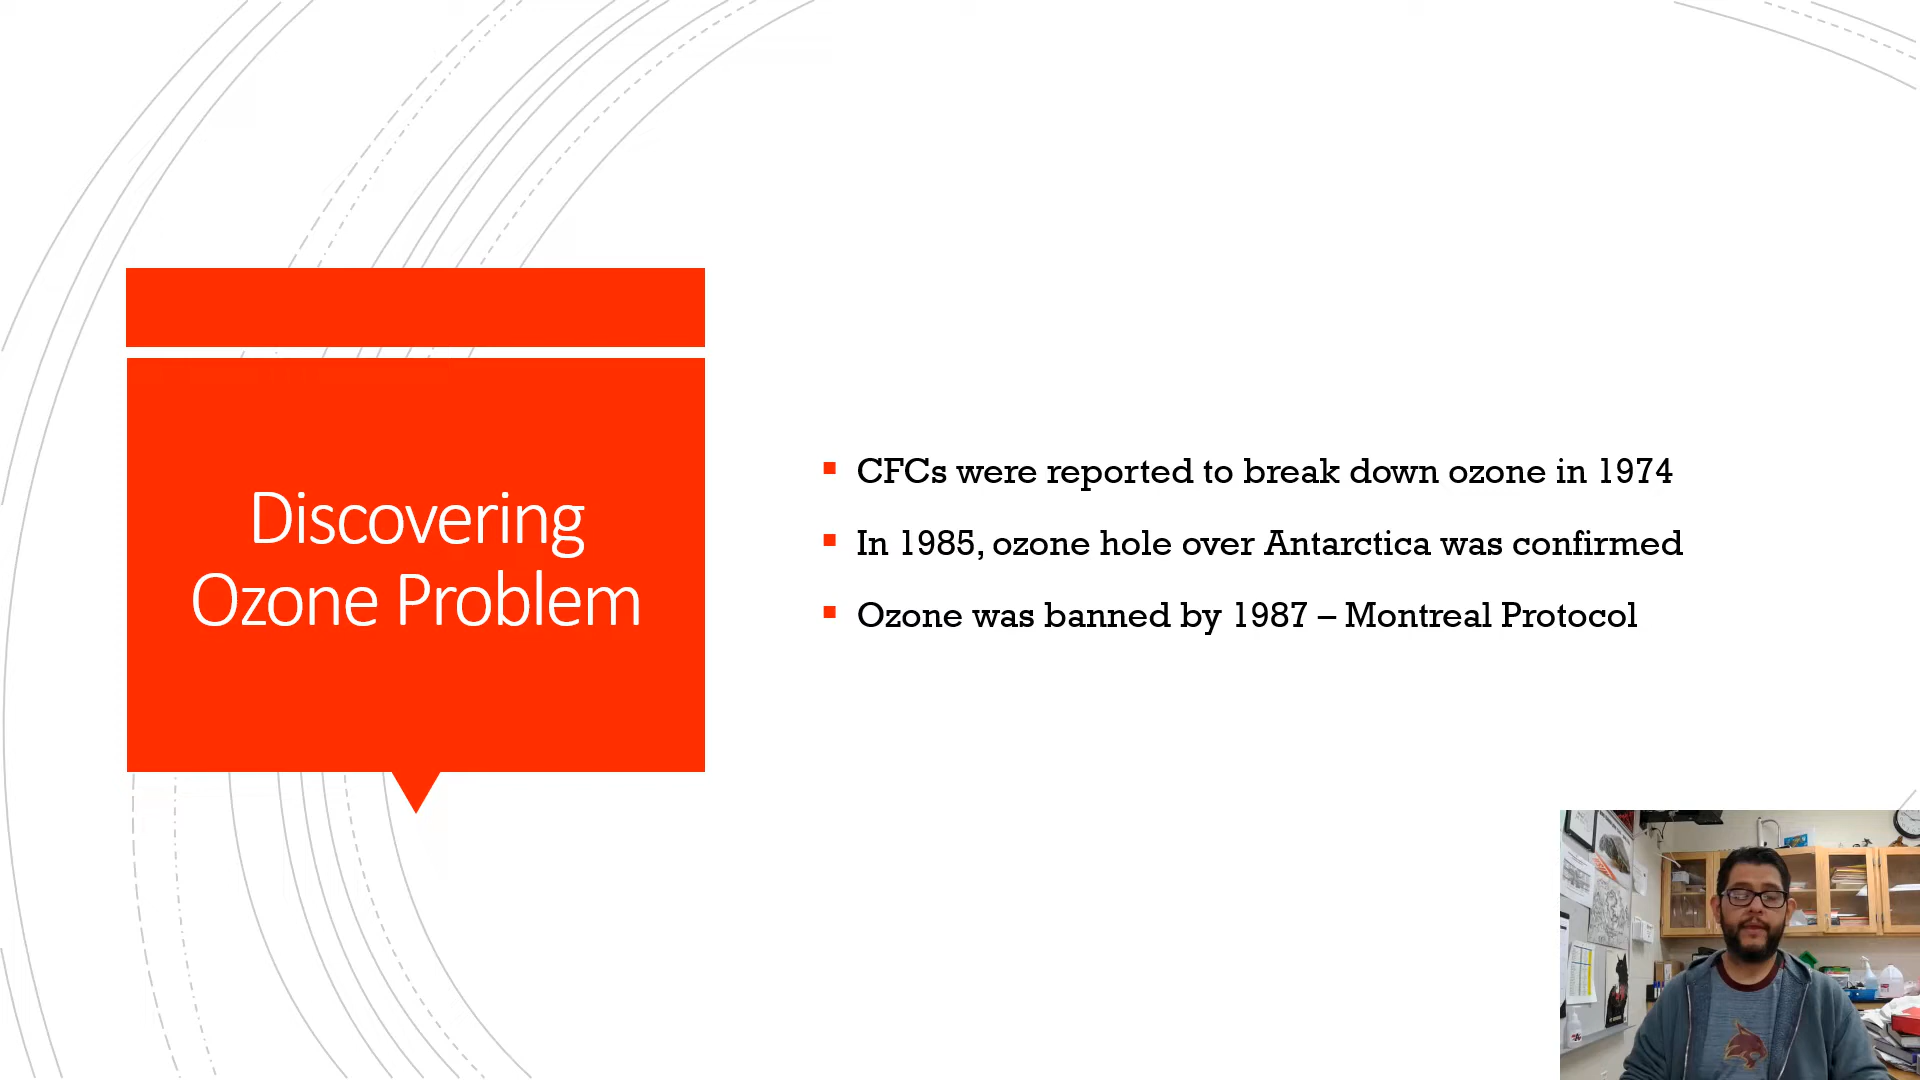 Discovering
Ozone Problem
CFCs were reported to break down ozone in 1974
In 1985, ozone hole over Antarctica was confirmed
Ozone was banned by 1987 – Montreal Protocol